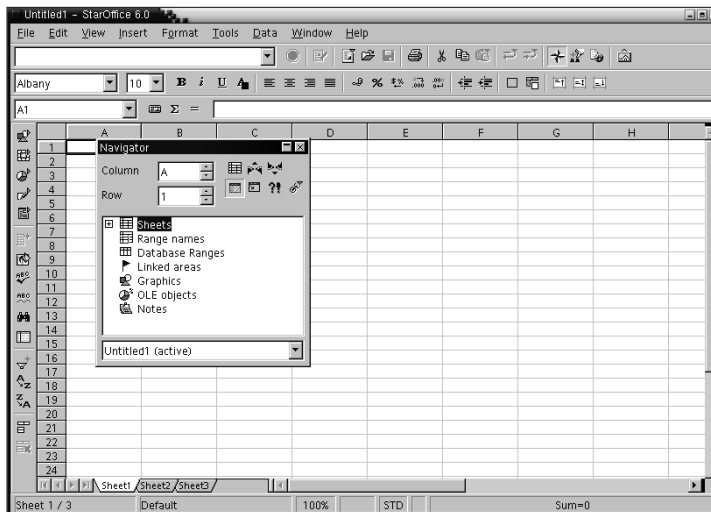 Untitled1 - StarOffice 6.0
File Edit View Insert Format Tools Data Window Help
Albany 10 B i U A
A1 Σ =
A B C D E F G H
1
2
3
4
5
6
7
8
9
10
11
12
13
14
15
16
17
18
19
20
21
22
23
24
Navigator
Column A
Row 1
Sheets
Range names
Database Ranges
Linked areas
Graphics
OLE objects
Notes
Untitled1 (active)
Sheet1 Sheet2 Sheet3
Sheet 1 / 3 Default 100% STD Sum=0